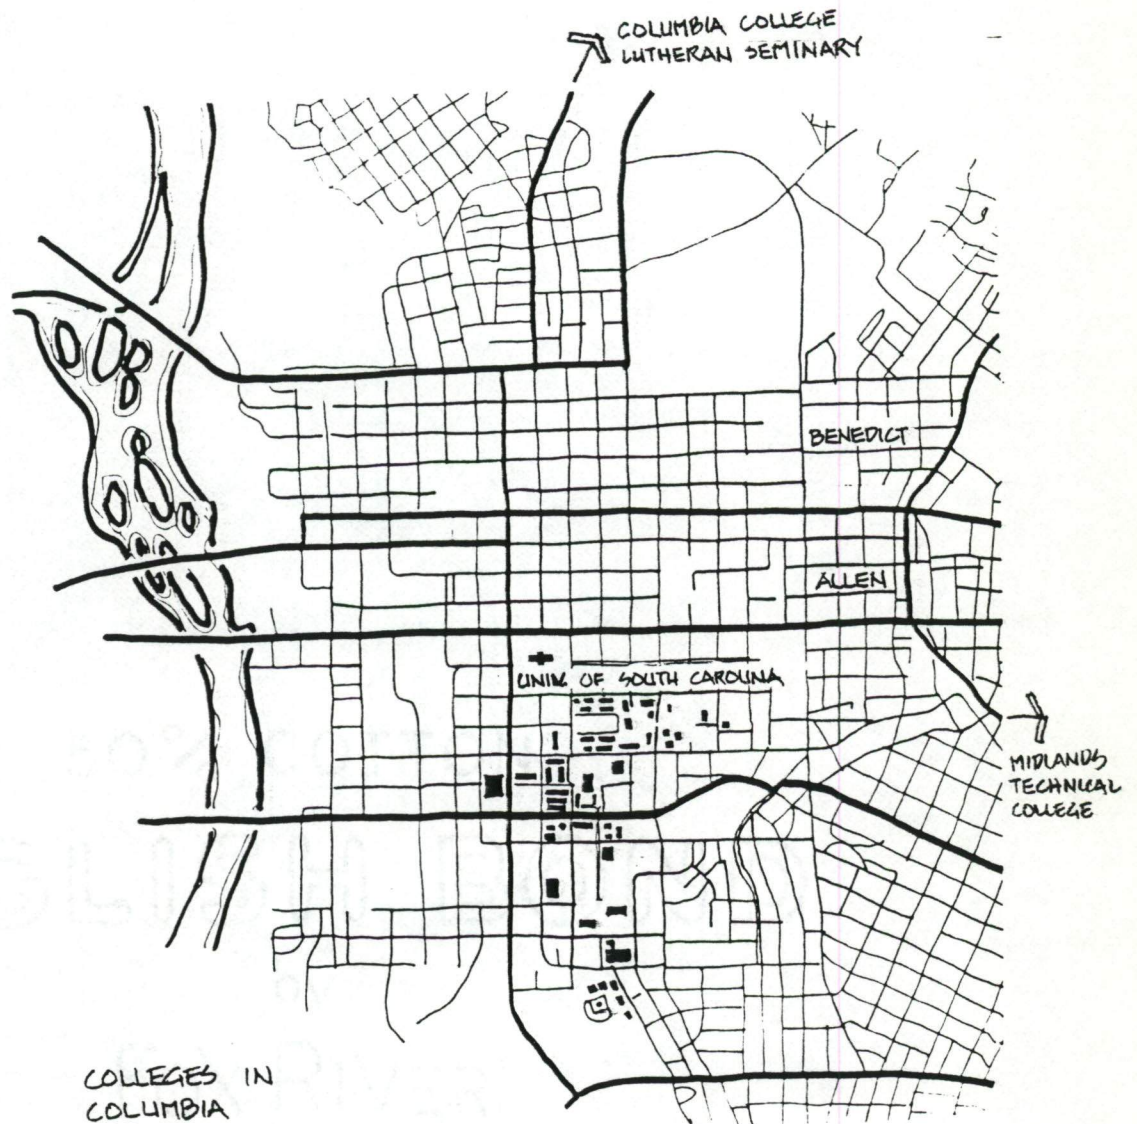 COLUMBIA COLLEGE
LUTHERAN SEMINARY
BENEDICT
ALLEN
UNIV. OF SOUTH CAROLINA
MIDLANDS
TECHNICAL
COLLEGE
COLLEGES IN
COLUMBIA